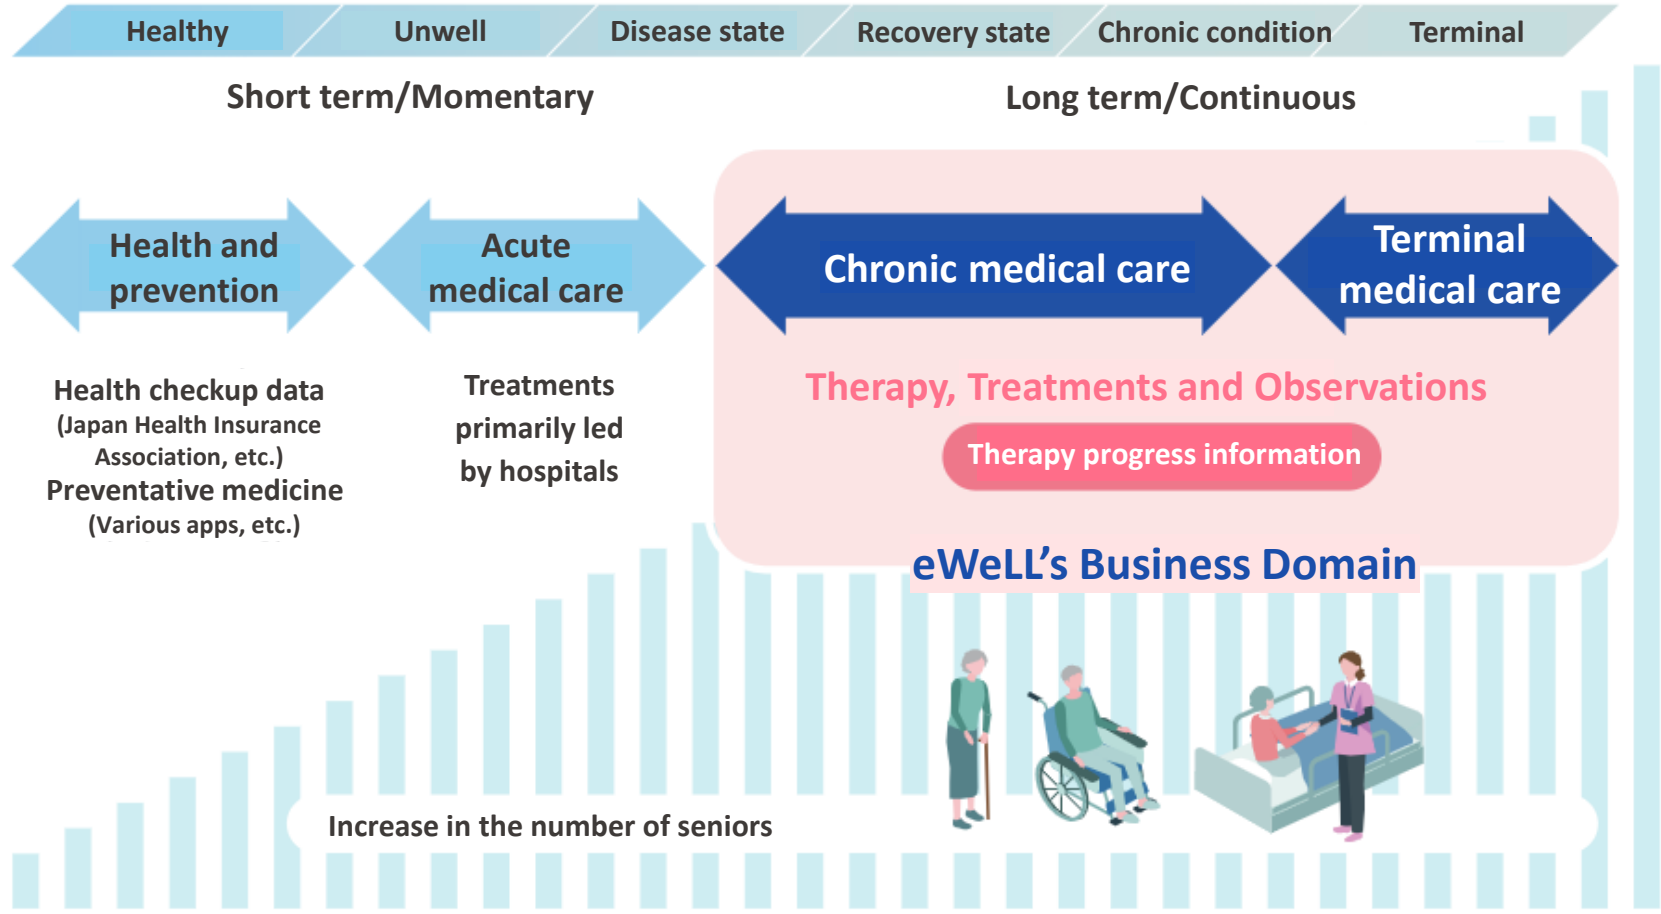 Healthy
Unwell
Disease state
Recovery state
Chronic condition
Terminal
Short term/Momentary
Long term/Continuous
Health and
prevention
Acute
medical care
Chronic medical care
Terminal
medical care
Health checkup data
(Japan Health Insurance
Association, etc.)
Preventative medicine
(Various apps, etc.)
Treatments
primarily led
by hospitals
Therapy, Treatments and Observations
Therapy progress information
eWeLL’s Business Domain
Increase in the number of seniors